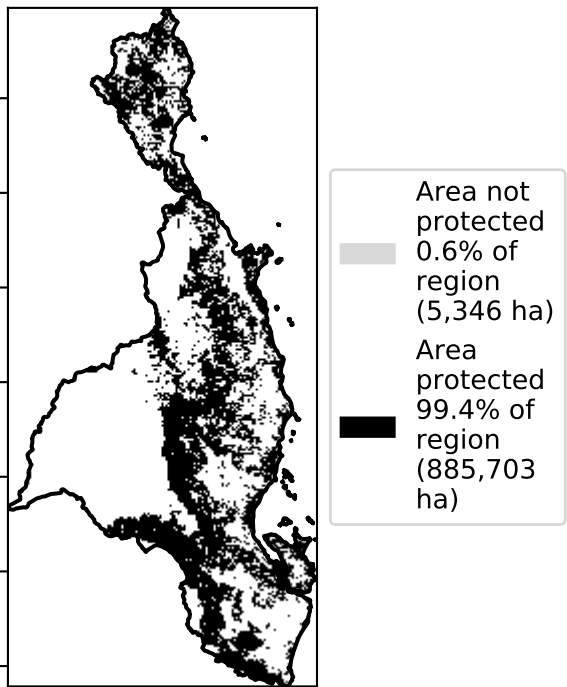 Area not
protected
0.6% of
region
(5,346 ha)
Area
protected
99.4% of
region
(885,703
ha)